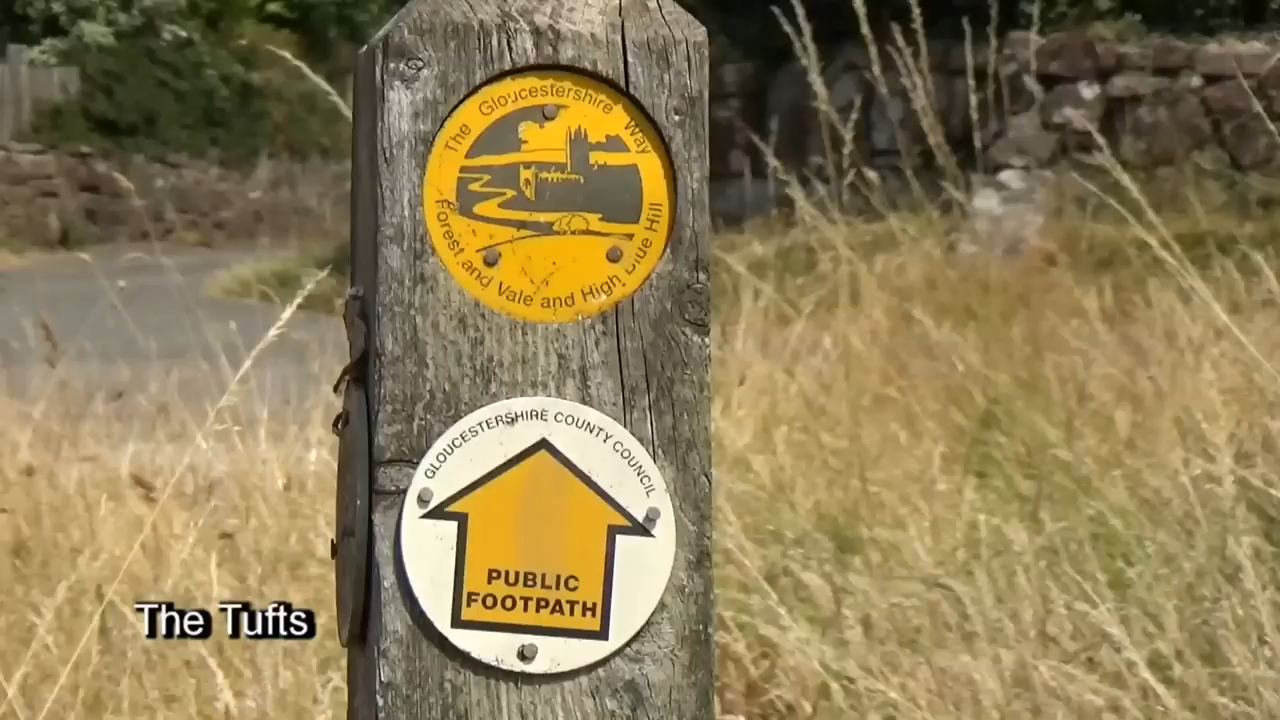 The Gloucestershire Way
Forest and Vale and High Blue Hill
GLOUCESTERSHIRE COUNTY COUNCIL
PUBLIC
FOOTPATH
The Tufts